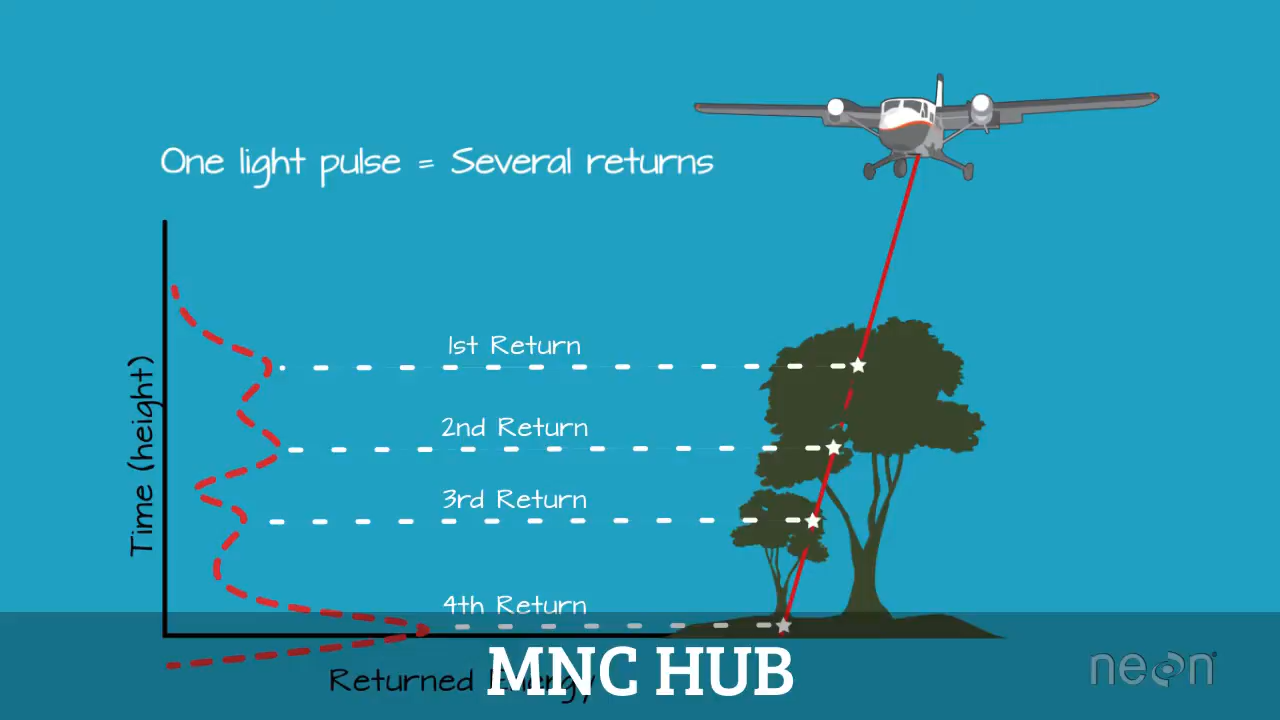 One light pulse = Several returns
1st Return
2nd Return
3rd Return
4th Return
Time (height)
Returned Energy
MNC HUB
neon